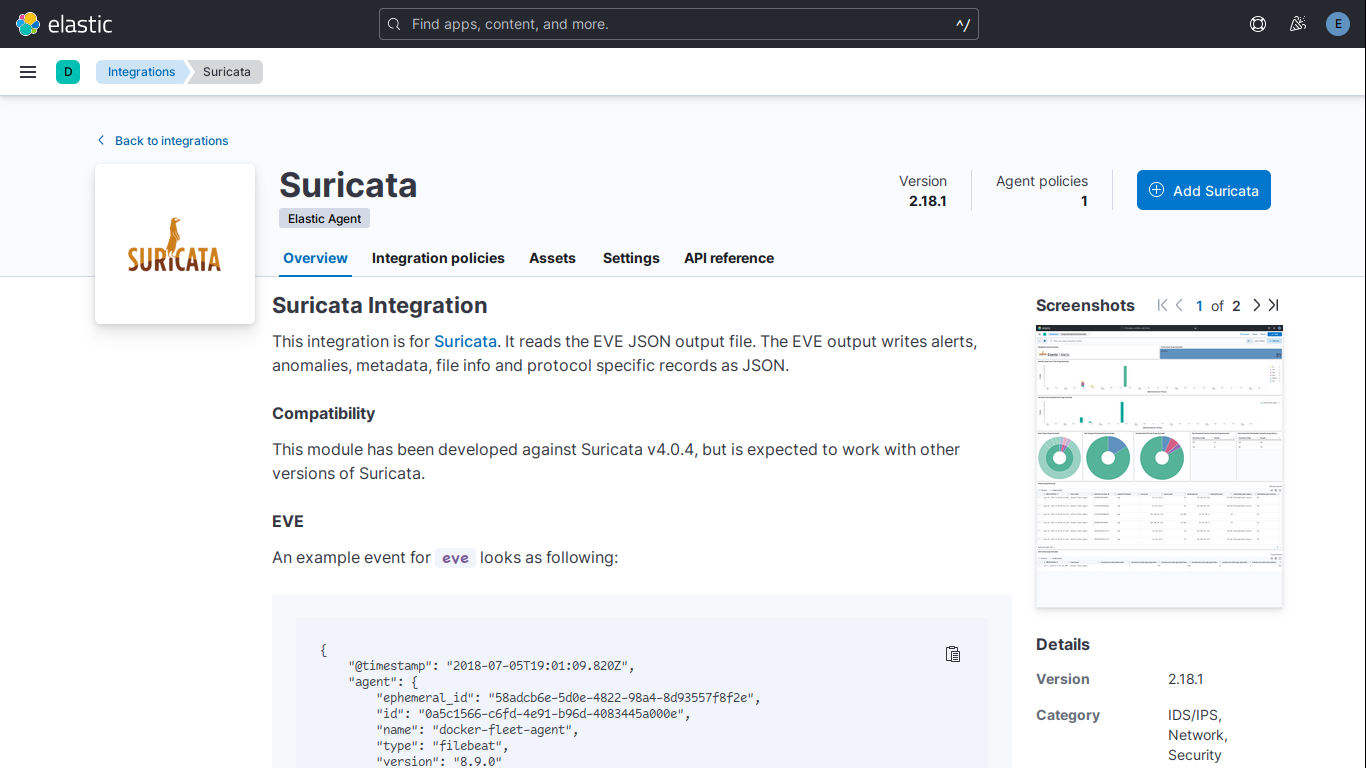 elastic
Find apps, content, and more.
^/
E
D
Integrations
Suricata
Back to integrations
SURICATA
Suricata
Elastic Agent
Version
2.18.1
Agent policies
1
Add Suricata
Overview
Integration policies
Assets
Settings
API reference
Suricata Integration
This integration is for Suricata. It reads the EVE JSON output file. The EVE output writes alerts,
anomalies, metadata, file info and protocol specific records as JSON.
Compatibility
This module has been developed against Suricata v4.0.4, but is expected to work with other
versions of Suricata.
EVE
An example event for eve looks as following:
{
"@timestamp": "2018-07-05T19:01:09.820Z",
"agent": {
"ephemeral_id": "58adcb6e-5d0e-4822-98a4-8d93557f8f2e",
"id": "0a5c1566-c6fd-4e91-b96d-4083445a000e",
"name": "docker-fleet-agent",
"type": "filebeat",
"version": "8.9.0"
Screenshots
1 of 2
Details
Version
2.18.1
Category
IDS/IPS,
Network,
Security